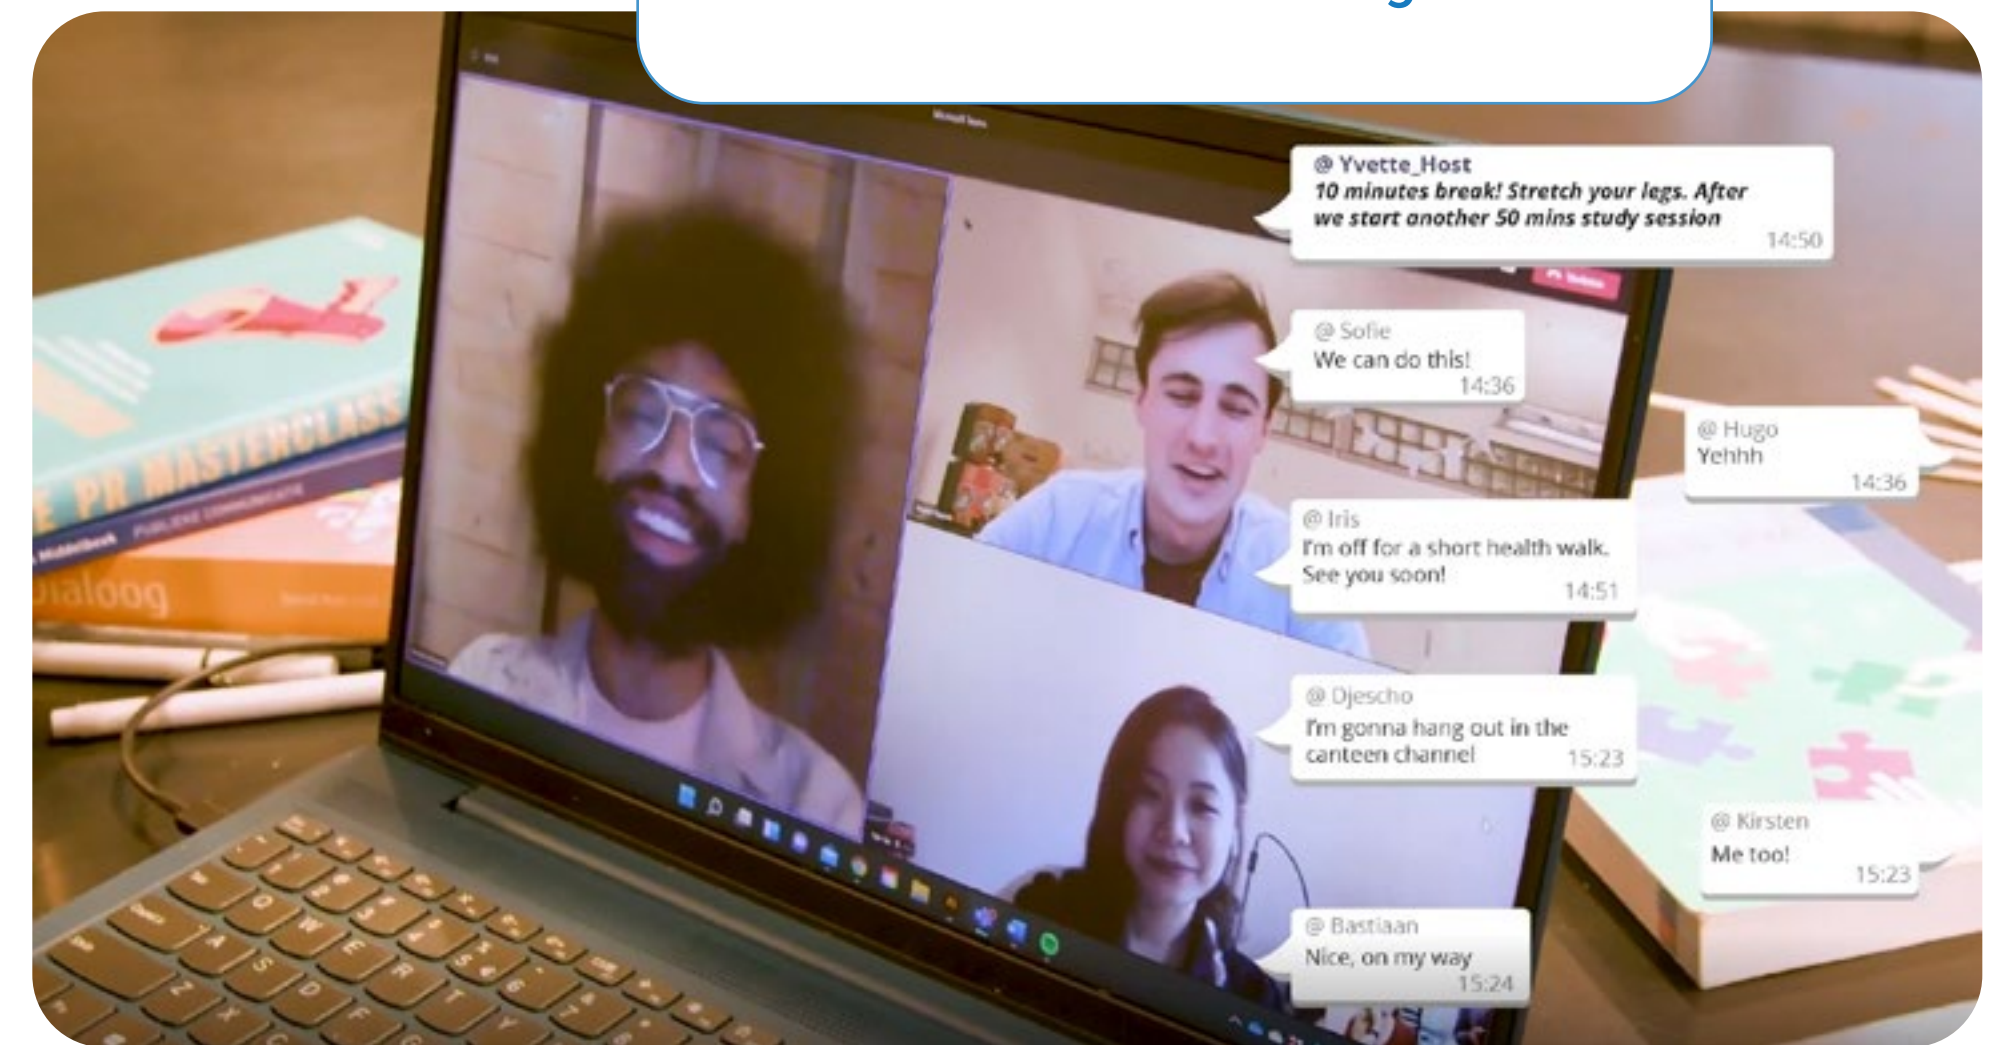 Microsoft Teams
@ Yvette_Host
10 minutes break! Stretch your legs. After
we start another 50 mins study session
14:50
@ Sofie
We can do this!
14:36
@ Hugo
Yehhh
14:36
@ Iris
I'm off for a short health walk.
See you soon!
14:51
@ Djescho
I'm gonna hang out in the
canteen channel
15:23
@ Kirsten
Me too!
15:23
@ Bastiaan
Nice, on my way
15:24
E PR MASTERCLASS
Middelbeek PUBLIEKE COMMUNICATIE
Dialoog
Q
W
E
R
T
Y
A
S
D
F
G
Z
X
C